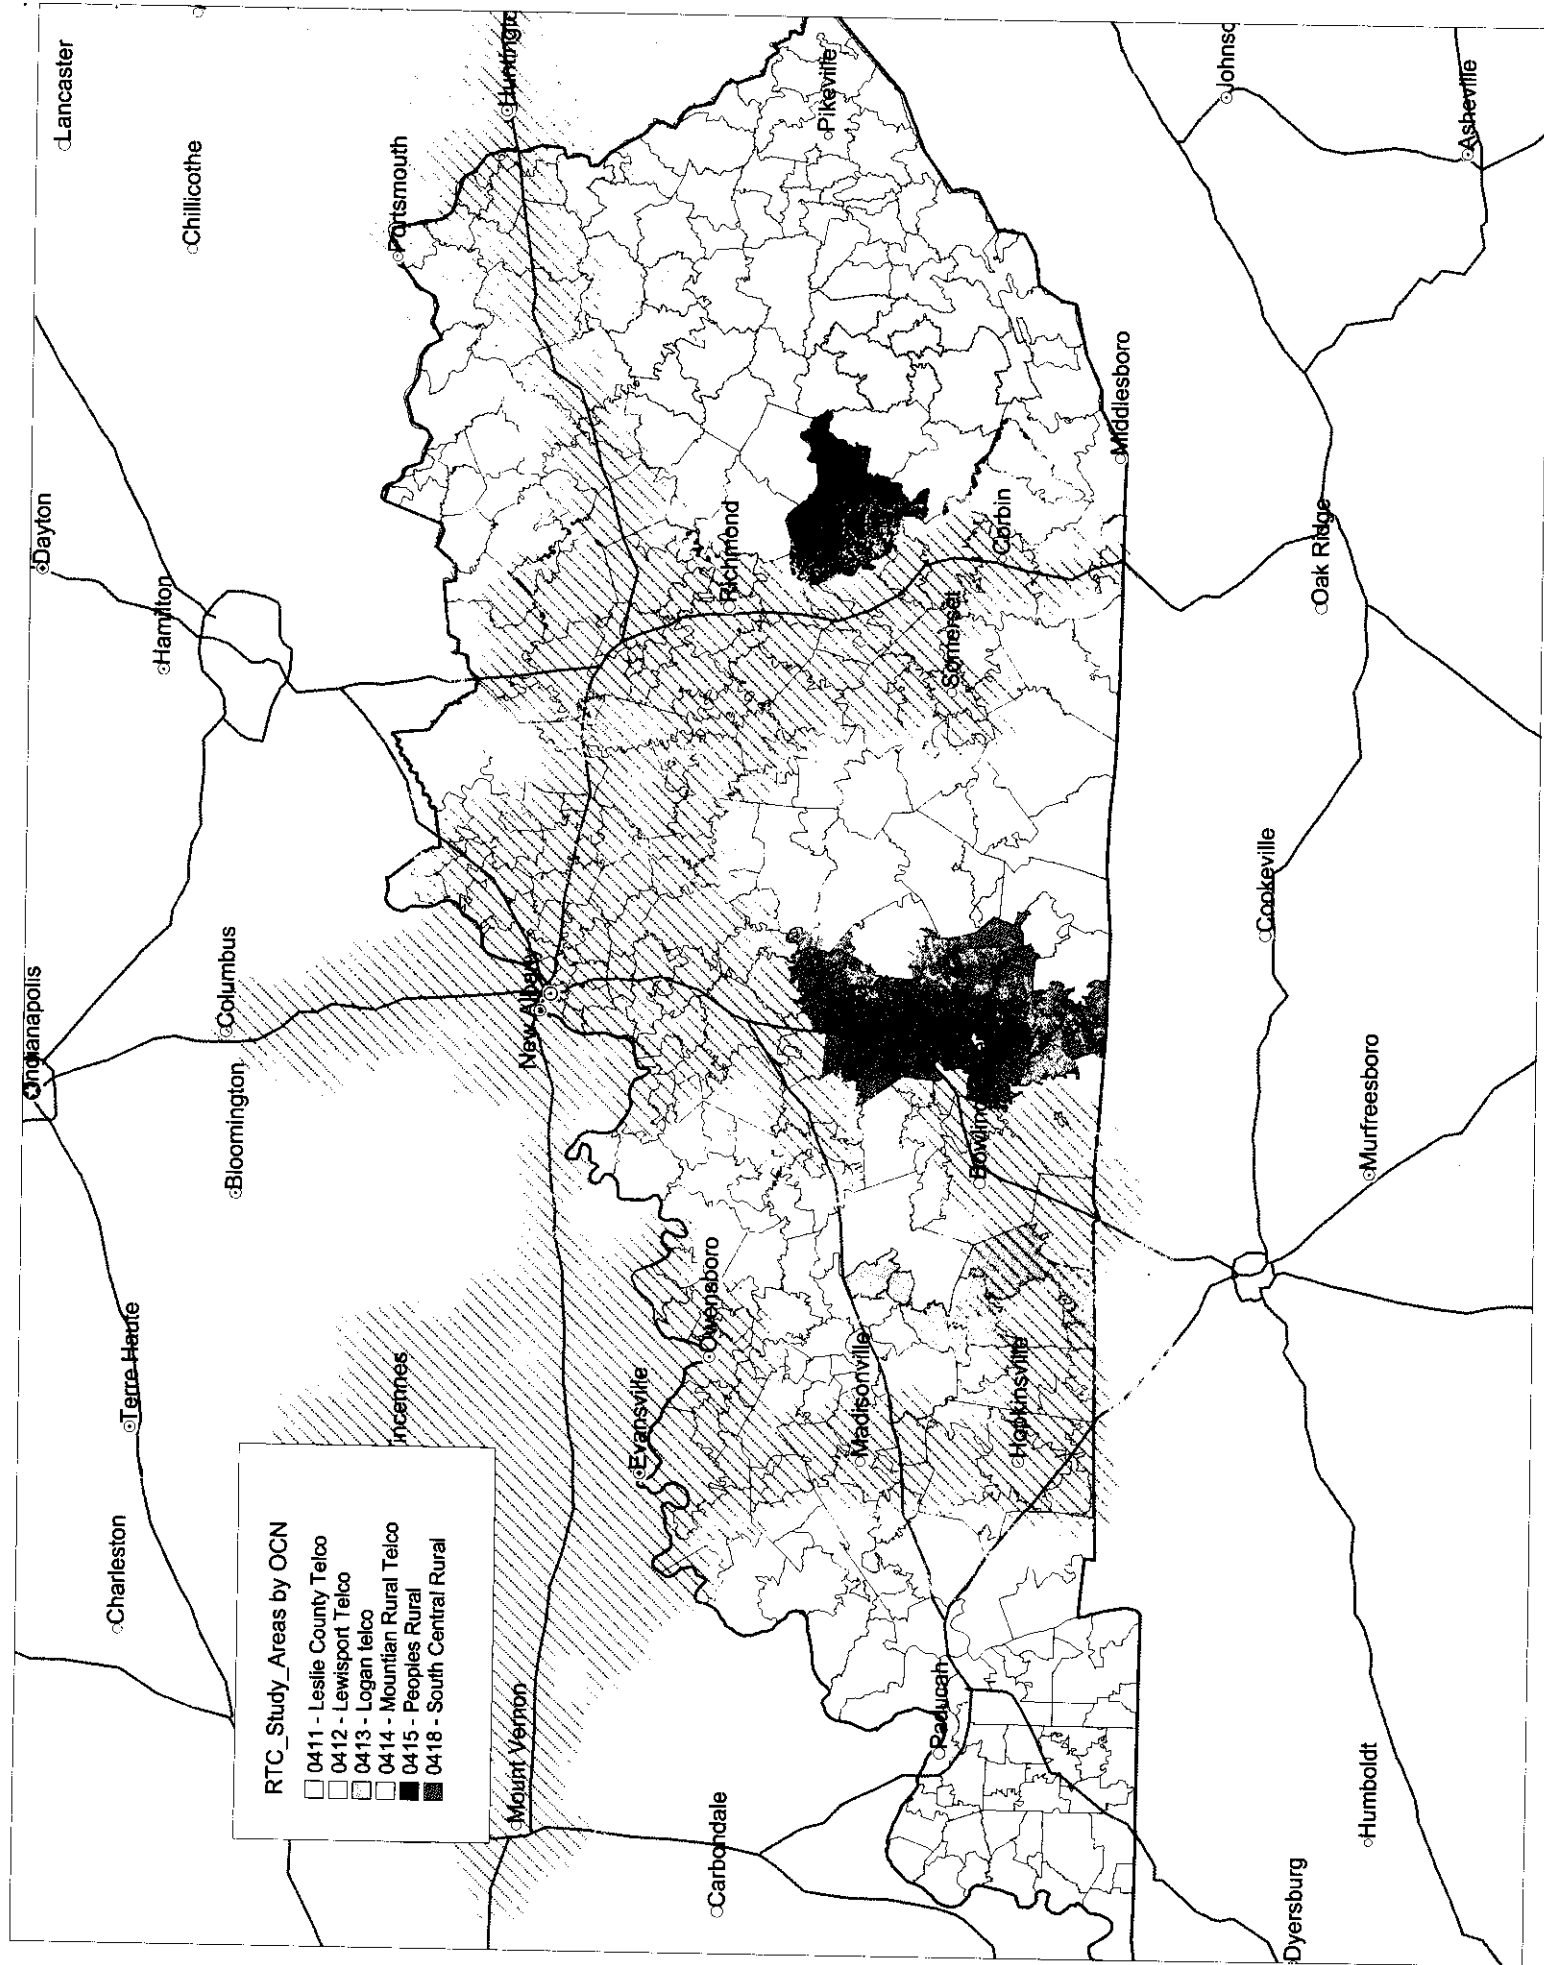 Indianapolis
Dayton
Lancaster
Terre Haute
Charleston
Columbus
Bloomington
Hamilton
Chillicothe
RTC_Study_Areas by OCN
0411 - Leslie County Telco
0412 - Lewisport Telco
0413 - Logan telco
0414 - Mountian Rural Telco
0415 - Peoples Rural
0418 - South Central Rural
incennes
Portsmouth
Huntingto
Mount Vernon
New Albany
Evansville
Owensboro
Richmond
Carbondale
Pikeville
Madisonville
Paducah
Bowling
Somerset
Corbin
Hopkinsville
Middlesboro
Johnso
Cookeville
Oak Ridge
Dyersburg
Humboldt
Murfreesboro
Asheville